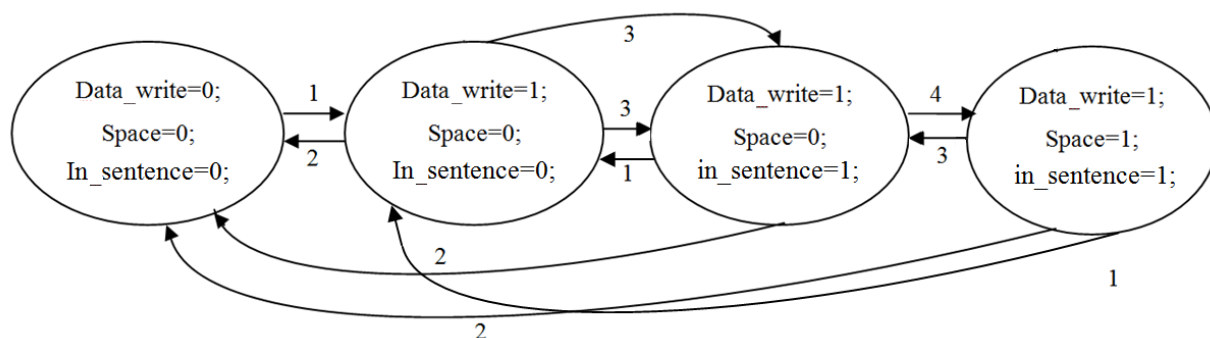 3
Data_write=0;
Space=0;
In_sentence=0;
1
2
Data_write=1;
Space=0;
In_sentence=0;
3
1
Data_write=1;
Space=0;
in_sentence=1;
4
3
Data_write=1;
Space=1;
in_sentence=1;
2
1
2